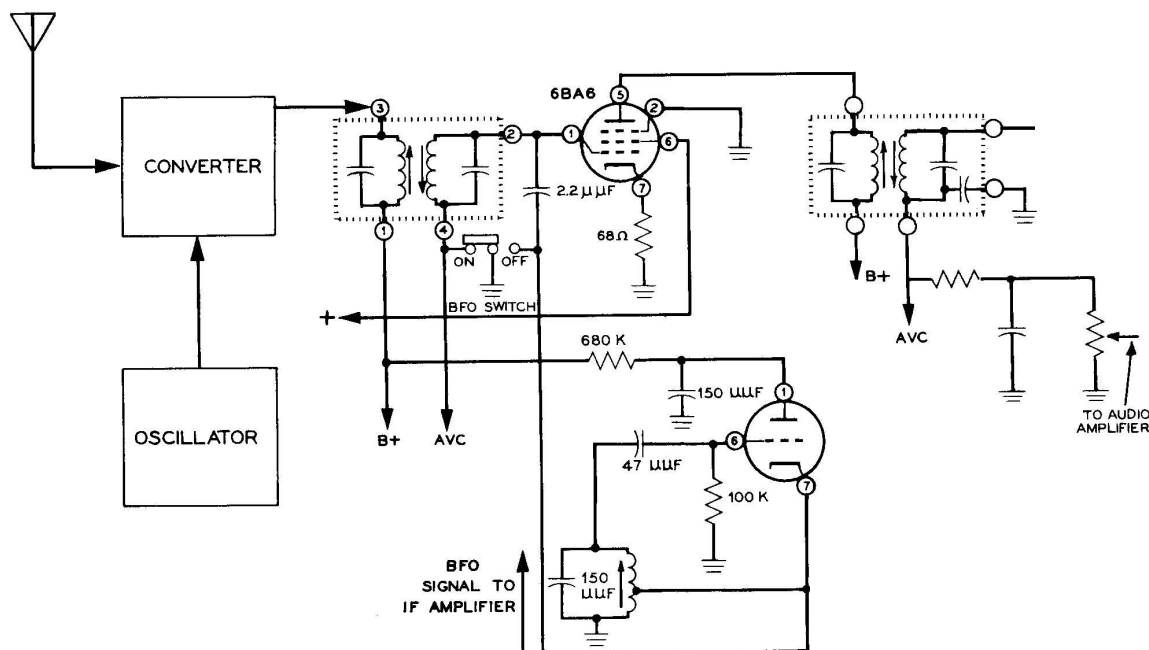 6BA6
5
2
1
6
7
3
2
CONVERTER
2.2 μμF
68Ω
1
4
ON
OFF
BFO SWITCH
+
B+
AVC
680 K
150 μμF
1
OSCILLATOR
B+
AVC
6
47 μμF
100 K
7
TO AUDIO
AMPLIFIER
BFO
SIGNAL TO
IF AMPLIFIER
150
μμF